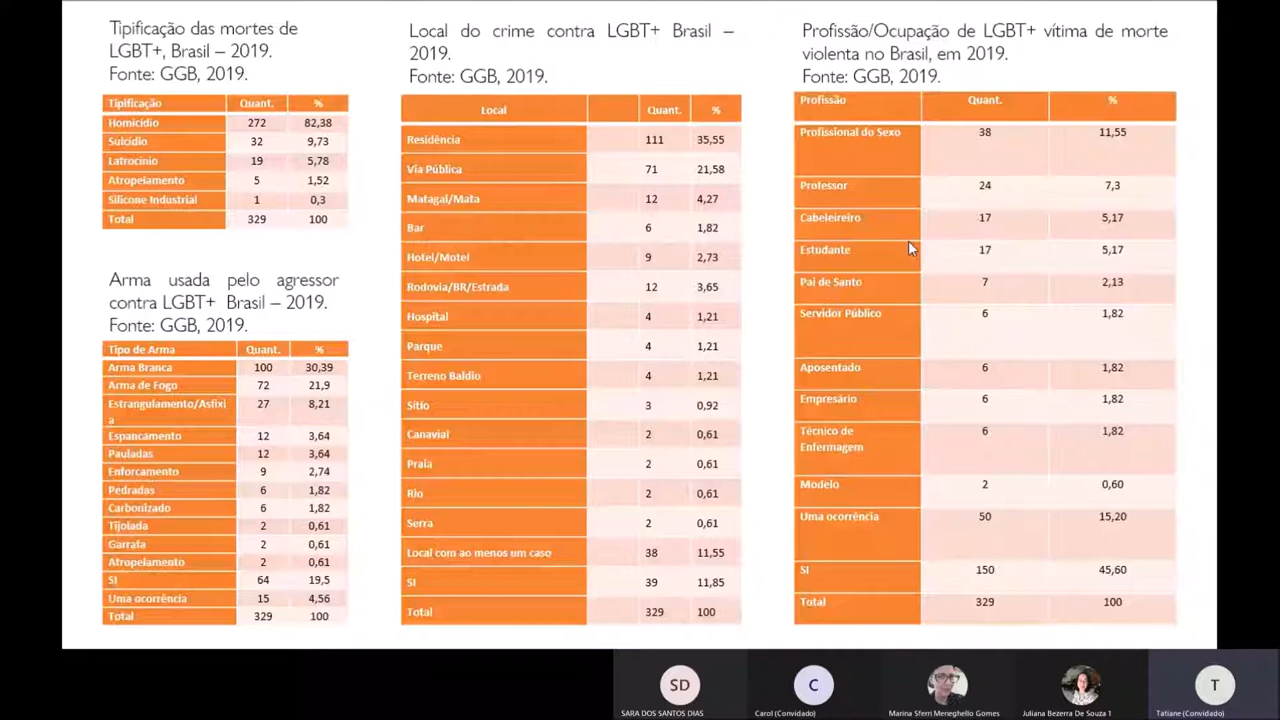 Tipificação das mortes de
LGBT+, Brasil – 2019.
Fonte: GGB, 2019.
Tipificação Quant. %
Homicídio 272 82,38
Suicídio 32 9,73
Latrocínio 19 5,78
Atropelamento 5 1,52
Silicone Industrial 1 0,3
Total 329 100
Arma usada pelo agressor
contra LGBT+ Brasil – 2019.
Fonte: GGB, 2019.
Tipo de Arma Quant. %
Arma Branca 100 30,39
Arma de Fogo 72 21,9
Estrangulamento/Asfixi
a 27 8,21
Espancamento 12 3,64
Pauladas 12 3,64
Enforcamento 9 2,74
Pedradas 6 1,82
Carbonizado 6 1,82
Tijolada 2 0,61
Garrafa 2 0,61
Atropelamento 2 0,61
SI 64 19,5
Uma ocorrência 15 4,56
Total 329 100
Local do crime contra LGBT+ Brasil –
2019.
Fonte: GGB, 2019.
Local Quant. %
Residência 111 35,55
Via Pública 71 21,58
Matagal/Mata 12 4,27
Bar 6 1,82
Hotel/Motel 9 2,73
Rodovia/BR/Estrada 12 3,65
Hospital 4 1,21
Parque 4 1,21
Terreno Baldio 4 1,21
Sítio 3 0,92
Canavial 2 0,61
Praia 2 0,61
Rio 2 0,61
Serra 2 0,61
Local com ao menos um caso 38 11,55
SI 39 11,85
Total 329 100
Profissão/Ocupação de LGBT+ vítima de morte
violenta no Brasil, em 2019.
Fonte: GGB, 2019.
Profissão Quant. %
Profissional do Sexo 38 11,55
Professor 24 7,3
Cabeleireiro 17 5,17
Estudante 17 5,17
Pai de Santo 7 2,13
Servidor Público 6 1,82
Aposentado 6 1,82
Empresário 6 1,82
Técnico de
Enfermagem 6 1,82
Modelo 2 0,60
Uma ocorrência 50 15,20
SI 150 45,60
Total 329 100
SD
C
T
SARA DOS SANTOS DIAS
Carol (Convidado)
Marina Sferri Meneghello Gomes
Juliana Bezerra De Souza 1
Tatiane (Convidado)